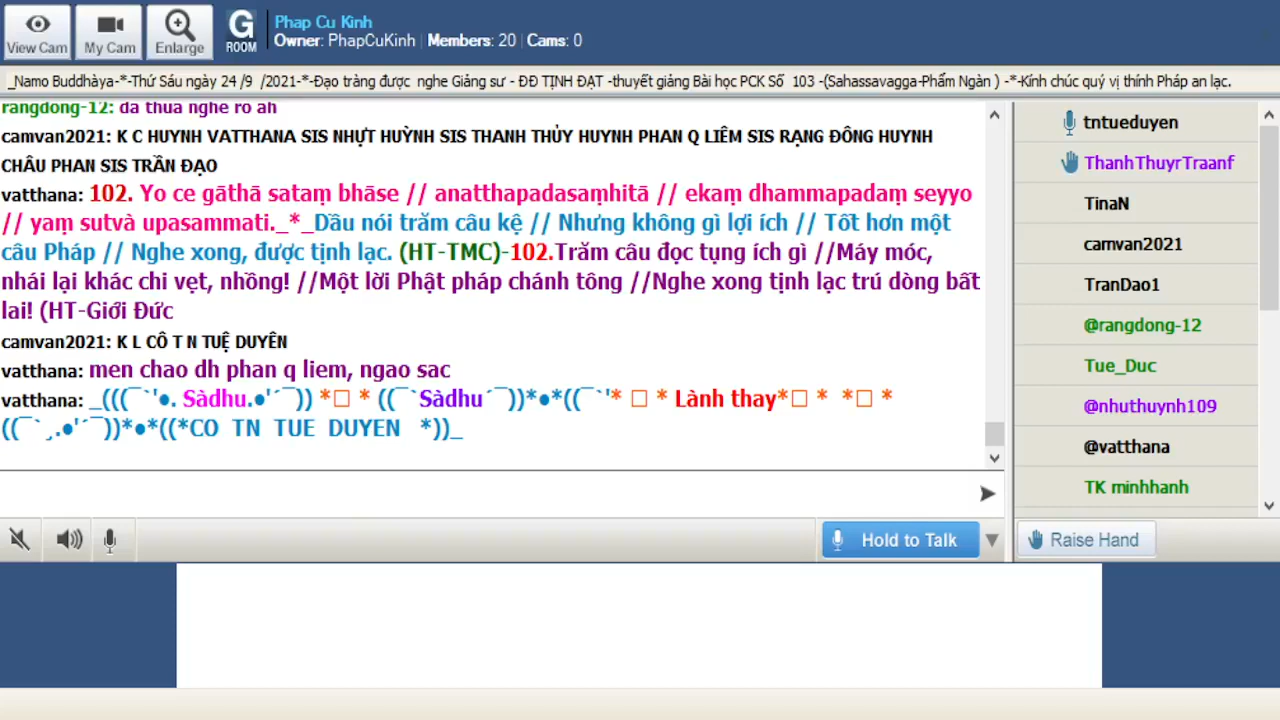 View Cam
My Cam
Enlarge
G
ROOM
Phap Cu Kinh
Owner: PhapCuKinh | Members: 20 | Cams: 0
_Namo Buddhàya-*-Thứ Sáu ngày 24 /9 /2021-*-Đạo tràng được nghe Giảng sư - ĐĐ TỊNH ĐẠT -thuyết giảng Bài học PCK Số 103 -(Sahassavagga-Phẩm Ngàn ) -*-Kính chúc quý vị thính Pháp an lạc.
rangdong-12: da thua nghe ro ah
camvan2021: K C HUYNH VATTHANA SIS NHỰT HUỲNH SIS THANH THỦY HUYNH PHAN Q LIÊM SIS RẠNG ĐÔNG HUYNH
CHÂU PHAN SIS TRẦN ĐẠO
vatthana: 102. Yo ce gāthā sataṃ bhāse // anatthapadasaṃhitā // ekaṃ dhammapadaṃ seyyo
// yaṃ sutvà upasammati._*_Dầu nói trăm câu kệ // Nhưng không gì lợi ích // Tốt hơn một
câu Pháp // Nghe xong, được tịnh lạc. (HT-TMC)-102.Trăm câu đọc tụng ích gì //Máy móc,
nhái lại khác chi vẹt, nhồng! //Một lời Phật pháp chánh tông //Nghe xong tịnh lạc trú dòng bất
lai! (HT-Giới Đức
camvan2021: K L CÔ T N TUỆ DUYÊN
vatthana: men chao dh phan q liem, ngao sac
vatthana: _(((¯`'●. Sàdhu.●'´¯)) *□ * ((¯`Sàdhu´¯))*●*((¯`'* □ * Lành thay*□ * *□ *
((¯`¸.●'´¯))*●*((*CO TN TUE DUYEN *))_
tntueduyen
ThanhThuyrTraanf
TinaN
camvan2021
TranDao1
@rangdong-12
Tue_Duc
@nhuthuynh109
@vatthana
TK minhhanh
Hold to Talk
Raise Hand